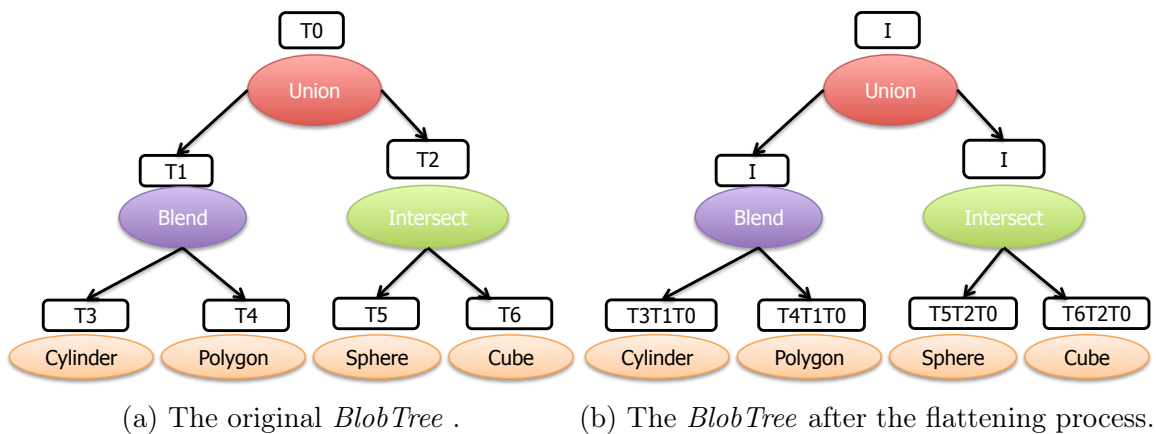 T0
Union
T1
T2
Blend
Intersect
T3
T4
T5
T6
Cylinder
Polygon
Sphere
Cube
(a) The original BlobTree .
I
Union
I
I
Blend
Intersect
T3T1T0
T4T1T0
T5T2T0
T6T2T0
Cylinder
Polygon
Sphere
Cube
(b) The BlobTree after the flattening process.